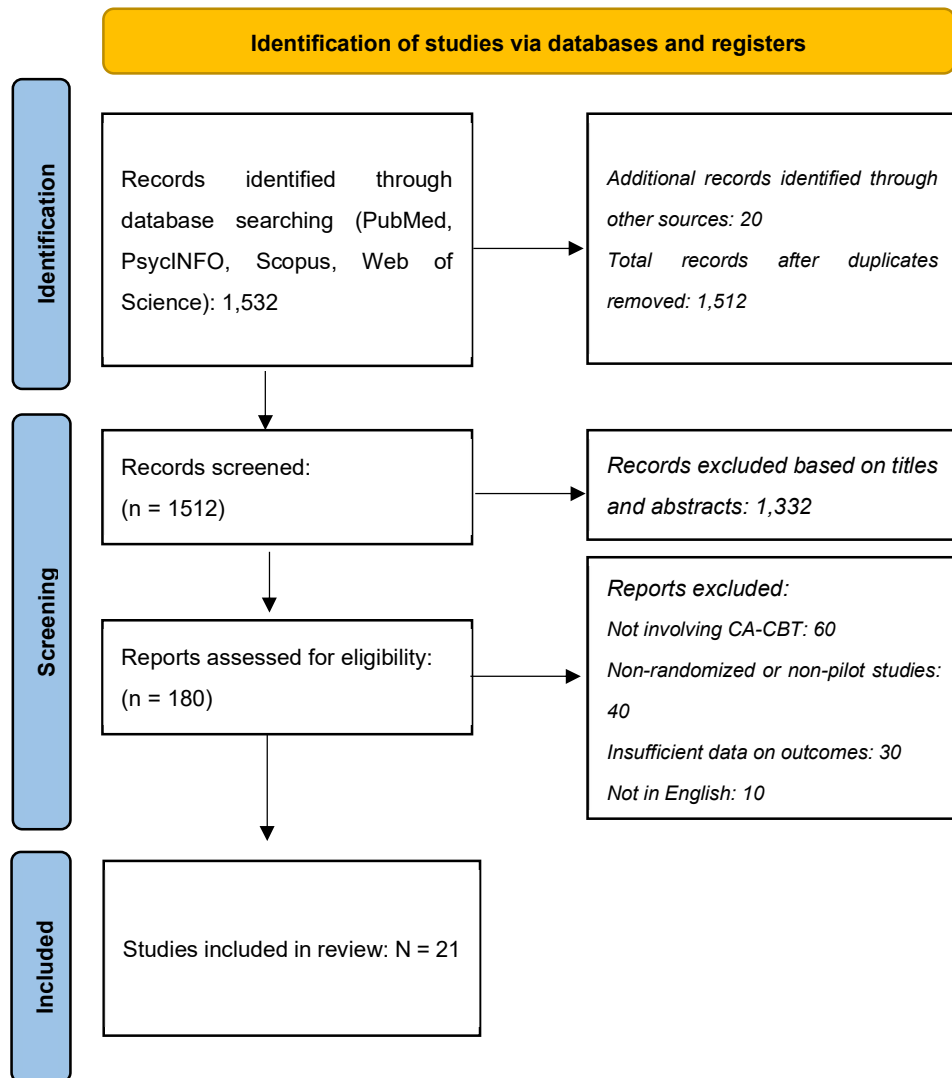 Identification of studies via databases and registers
Identification
Records identified through
database searching (PubMed,
PsycINFO, Scopus, Web of
Science): 1,532
Additional records identified through
other sources: 20
Total records after duplicates
removed: 1,512
Screening
Records screened:
(n = 1512)
Records excluded based on titles
and abstracts: 1,332
Reports assessed for eligibility:
(n = 180)
Reports excluded:
Not involving CA-CBT: 60
Non-randomized or non-pilot studies:
40
Insufficient data on outcomes: 30
Not in English: 10
Included
Studies included in review: N = 21